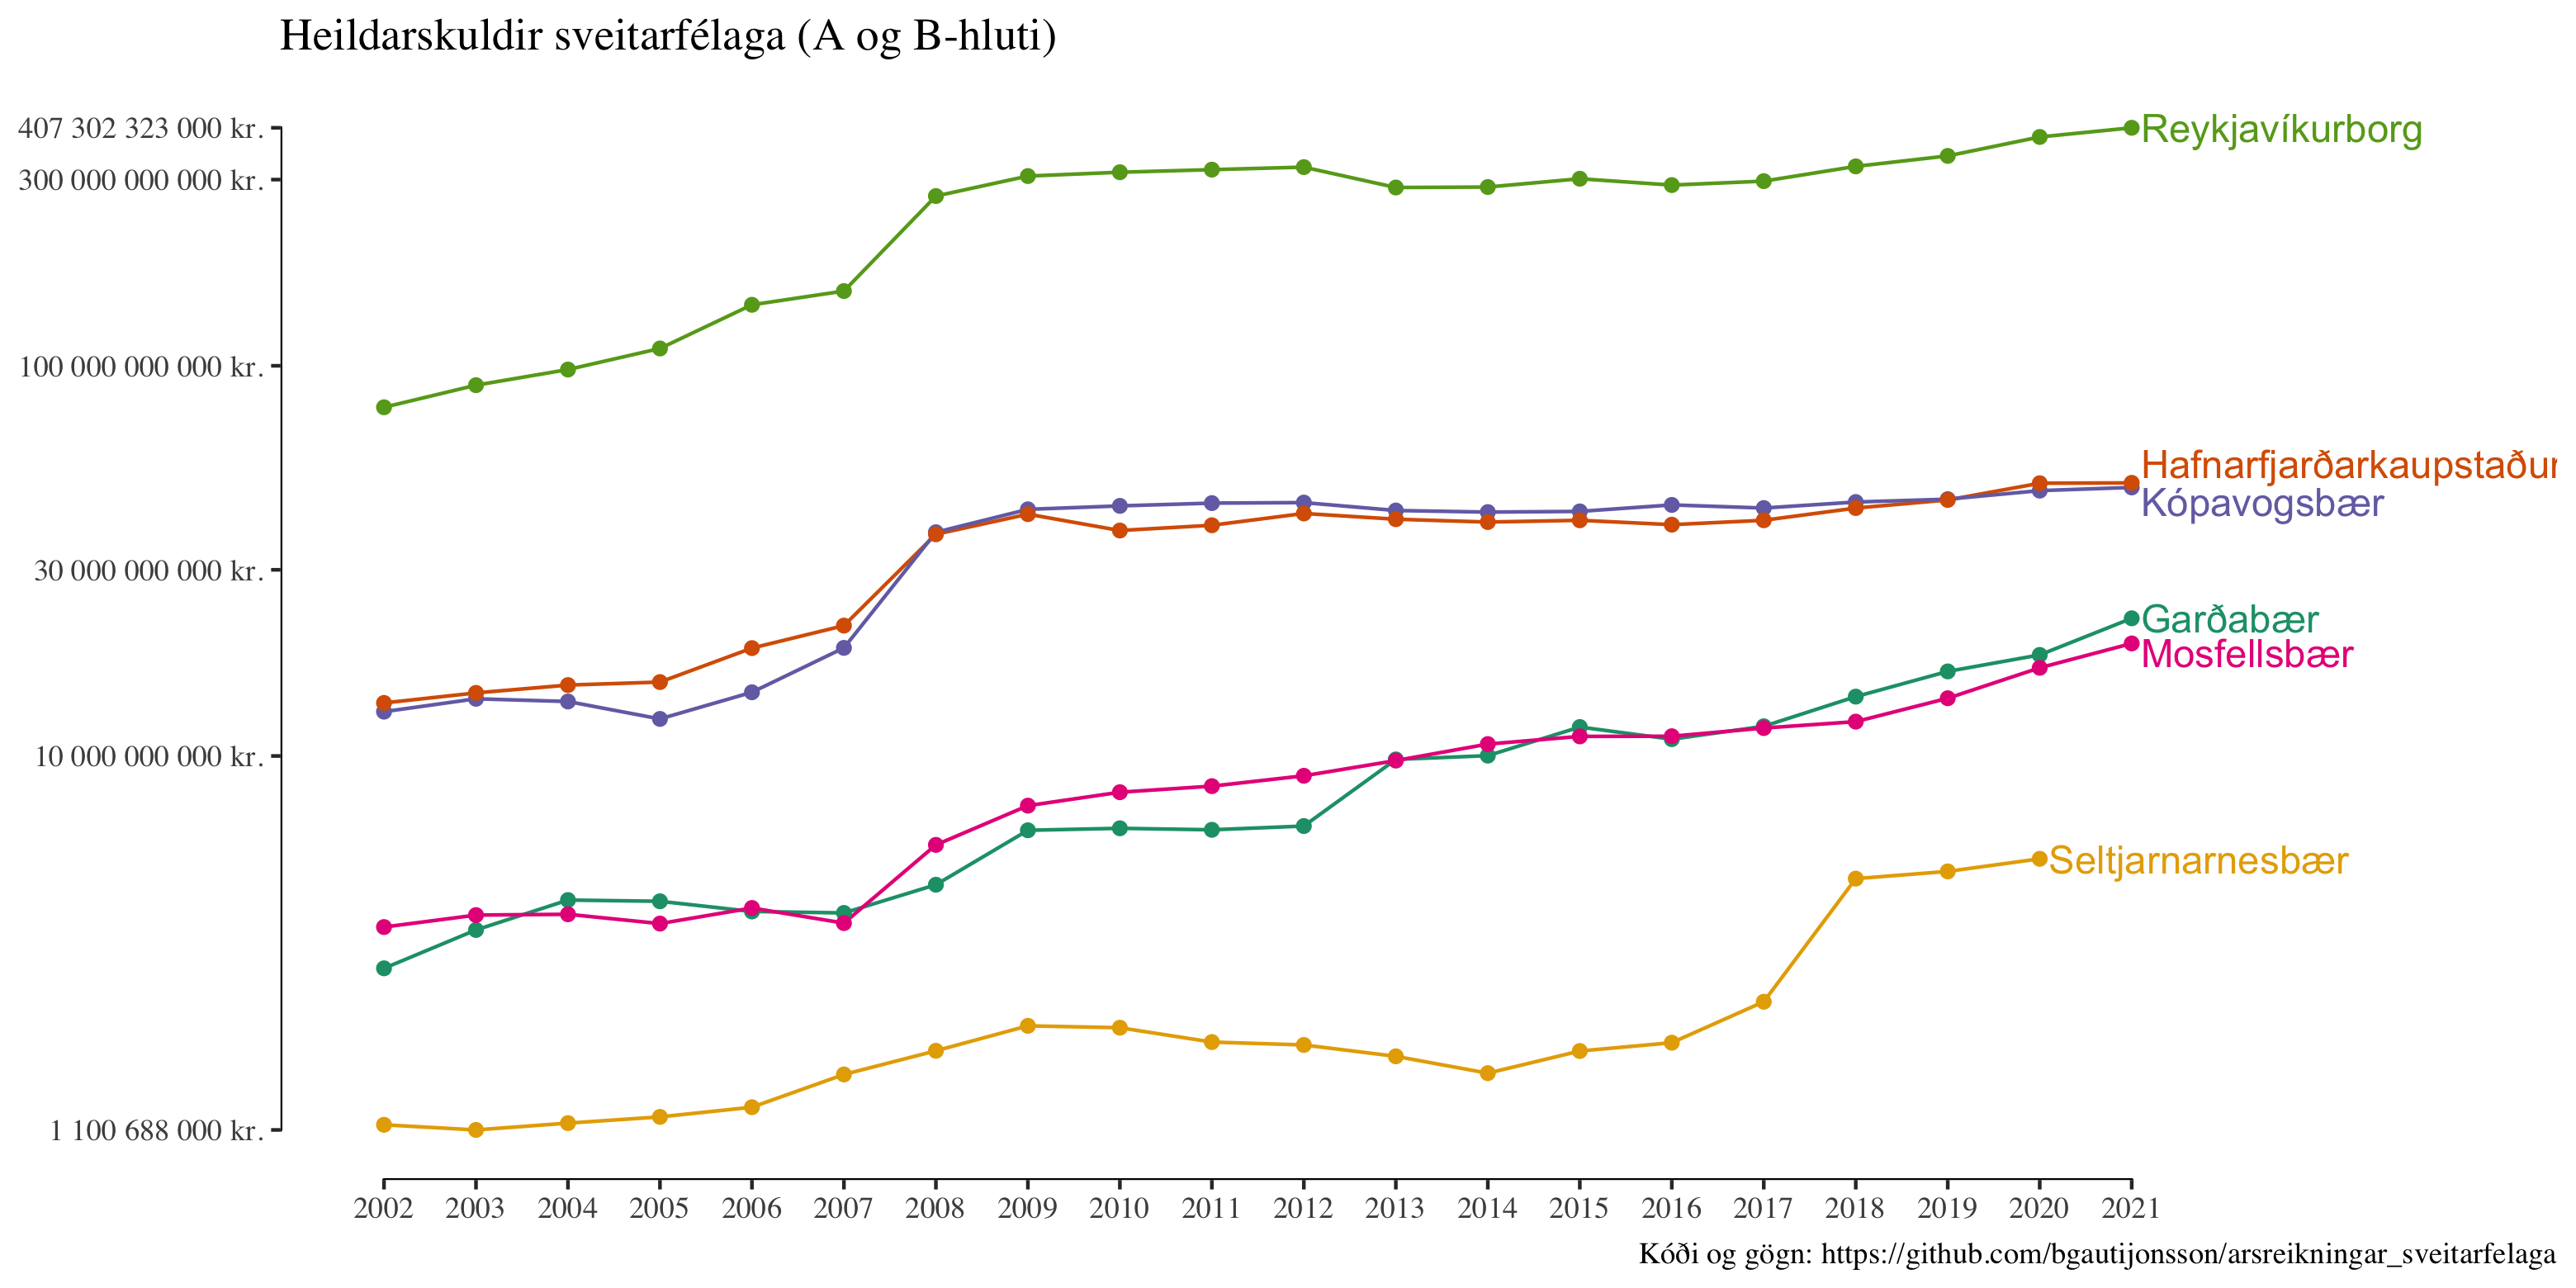 Heildarskuldir sveitarfélaga (A og B-hluti)
407 302 323 000 kr.
300 000 000 000 kr.
100 000 000 000 kr.
30 000 000 000 kr.
10 000 000 000 kr.
1 100 688 000 kr.
Reykjavíkurborg
Hafnarfjarðarkaupstaður
Kópavogsbær
Garðabær
Mosfellsbær
Seltjarnarnesbær
2002 2003 2004 2005 2006 2007 2008 2009 2010 2011 2012 2013 2014 2015 2016 2017 2018 2019 2020 2021
Kóði og gögn: https://github.com/bgautijonsson/arsreikningar_sveitarfelaga